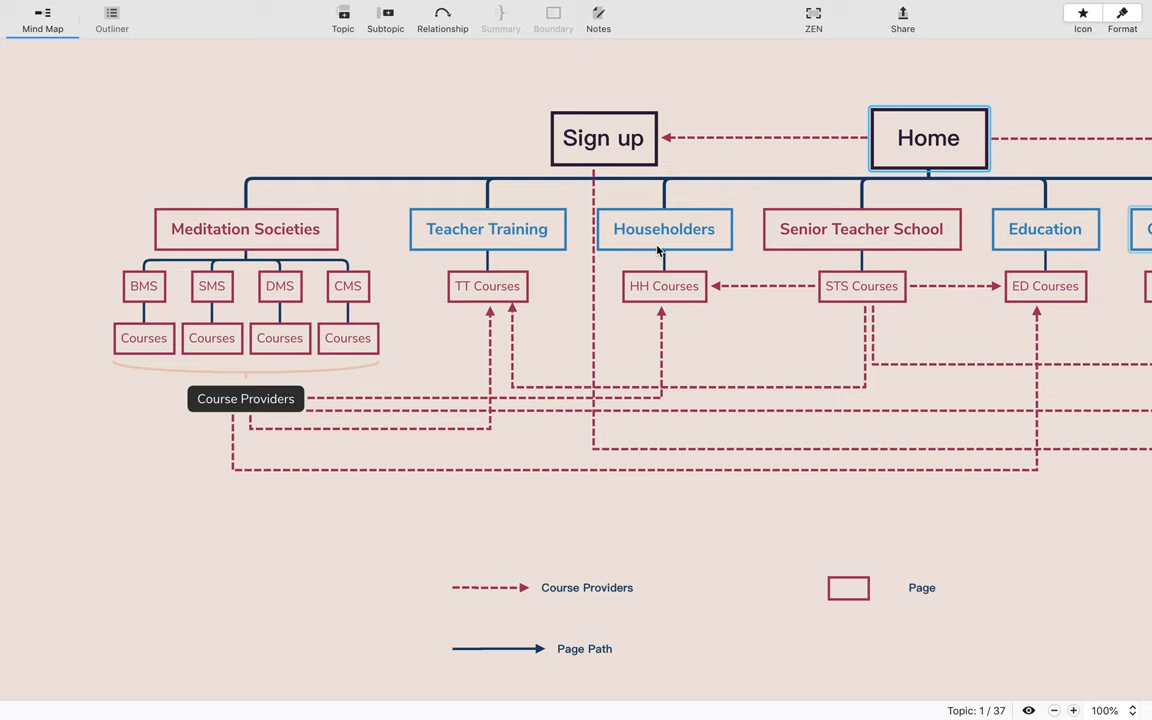 Mind Map
Outliner
Topic
Subtopic
Relationship
Summary
Boundary
Notes
ZEN
Share
Icon
Format
Sign up
Home
Meditation Societies
Teacher Training
Householders
Senior Teacher School
Education
BMS
SMS
DMS
CMS
TT Courses
HH Courses
STS Courses
ED Courses
Courses
Courses
Courses
Courses
Course Providers
Course Providers
Page
Page Path
Topic: 1 / 37
100%